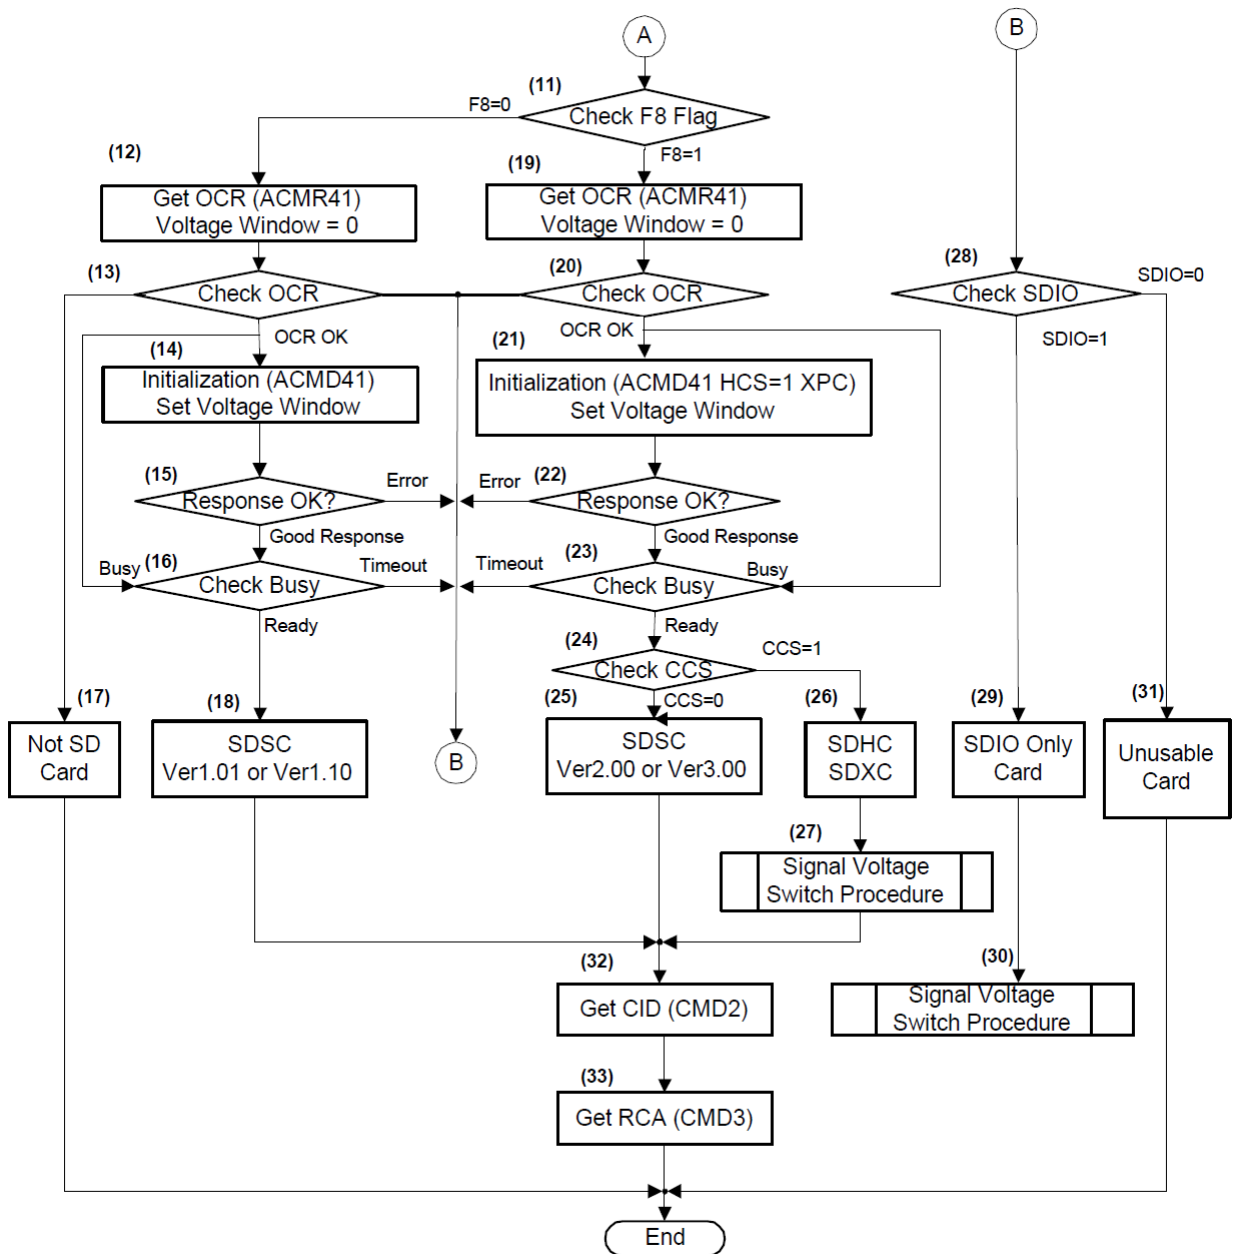 A
B
(11)
F8=0
Check F8 Flag
F8=1
(12)
(19)
Get OCR (ACMR41)
Voltage Window = 0
Get OCR (ACMR41)
Voltage Window = 0
(13)
(20)
(28)
Check OCR
Check OCR
Check SDIO
SDIO=0
SDIO=1
OCR OK
OCR OK
(14)
(21)
Initialization (ACMD41)
Set Voltage Window
Initialization (ACMD41 HCS=1 XPC)
Set Voltage Window
(15)
Error
Error
(22)
Response OK?
Response OK?
Good Response
Good Response
(16)
(23)
Busy
Timeout
Timeout
Busy
Check Busy
Check Busy
Ready
Ready
(24)
CCS=1
Check CCS
CCS=0
(17)
(18)
(25)
(26)
(29)
(31)
Not SD
Card
SDSC
Ver1.01 or Ver1.10
B
SDSC
Ver2.00 or Ver3.00
SDHC
SDXC
SDIO Only
Card
Unusable
Card
(27)
Signal Voltage
Switch Procedure
(32)
(30)
Get CID (CMD2)
Signal Voltage
Switch Procedure
(33)
Get RCA (CMD3)
End